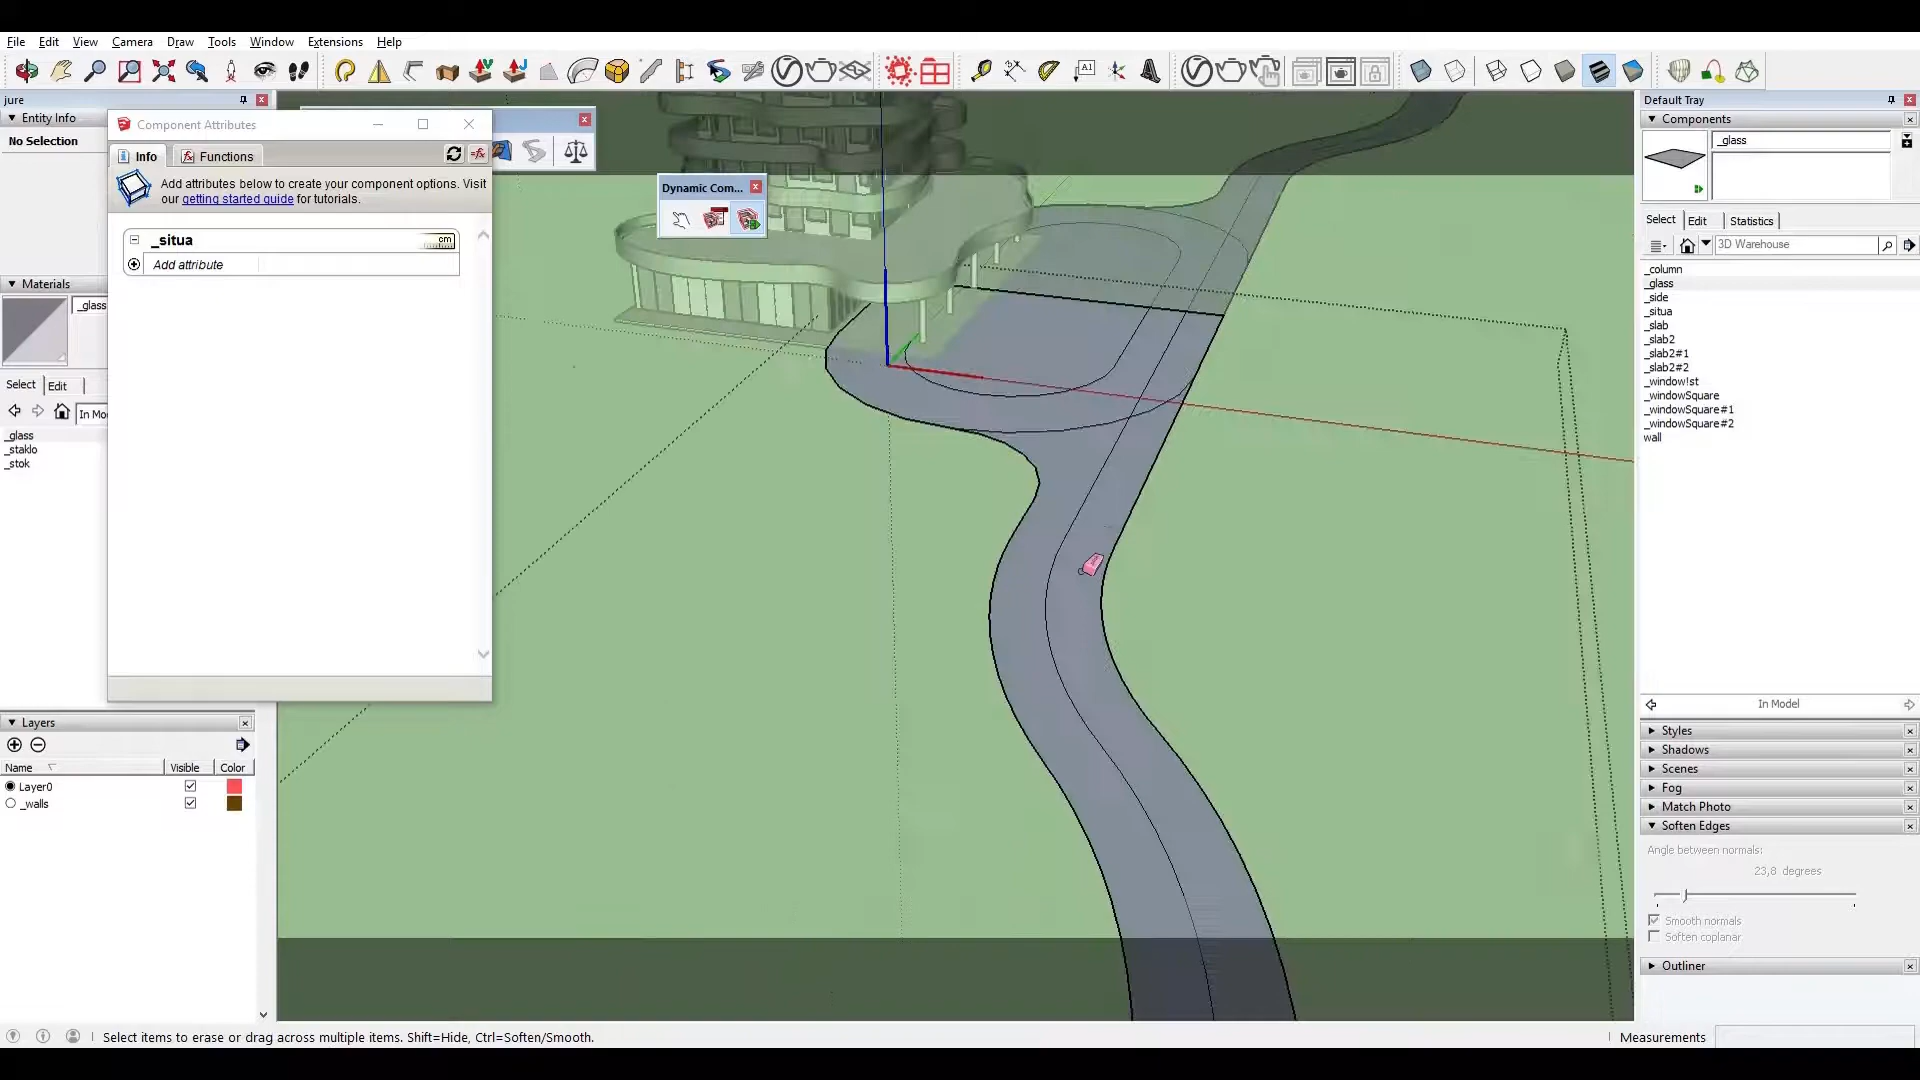 File Edit View Camera Draw Tools Window Extensions Help
A1
jure
Entity Info
No Selection
Component Attributes
Info Functions
Add attributes below to create your component options. Visit
our getting started guide for tutorials.
_situa cm
Add attribute
Dynamic Com...
Materials
_glass
Select Edit
In Mo
_glass
_staklo
_stok
Layers
Name Visible Color
Layer0
_walls
Default Tray
Components
_glass
Select Edit Statistics
3D Warehouse
_column
_glass
_side
_situa
_slab
_slab2
_slab2#1
_slab2#2
_window!st
_windowSquare
_windowSquare#1
_windowSquare#2
wall
In Model
Styles
Shadows
Scenes
Fog
Match Photo
Soften Edges
Angle between normals:
23,8 degrees
Smooth normals
Soften coplanar
Outliner
Select items to erase or drag across multiple items. Shift=Hide, Ctrl=Soften/Smooth.
Measurements